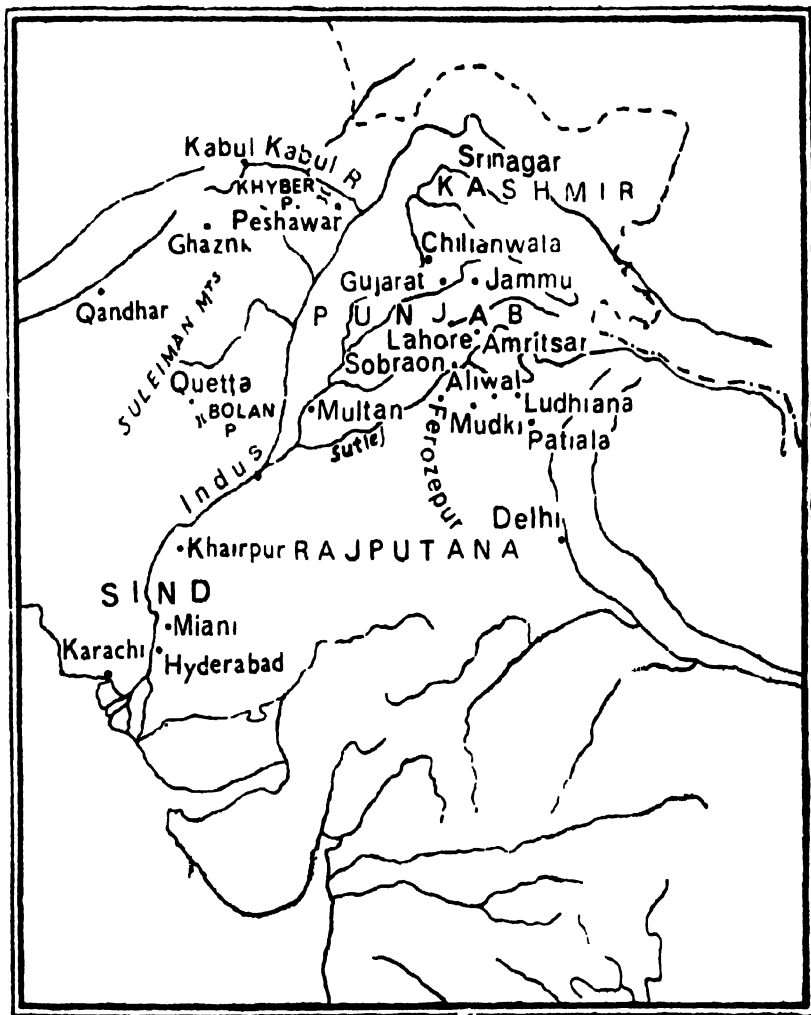 Kabul Kabul R
Srinagar
KASHMIR
KHYBER
P.
Peshawar
Ghazni
Chilianwala
Gujarat
Jammu
Qandhar
SULEIMAN MTS
PUNJAB
Lahore
Amritsar
Sobraon
Aliwal
Quetta
BOLAN
P
Multan
Ludhiana
Mudki
Patiala
Sutlej
Ferozepur
Indus
Delhi
Khairpur
RAJPUTANA
SIND
Miani
Karachi
Hyderabad